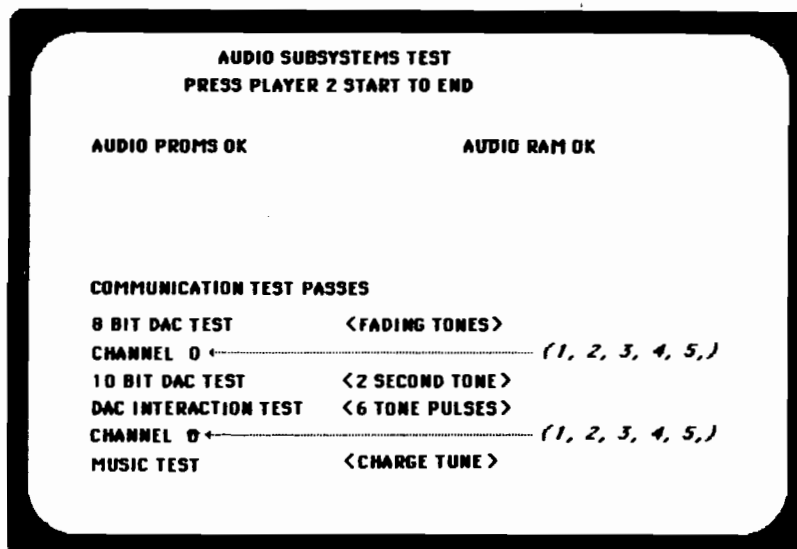 AUDIO SUBSYSTEMS TEST
PRESS PLAYER 2 START TO END
AUDIO PROMS OK AUDIO RAM OK
COMMUNICATION TEST PASSES
8 BIT DAC TEST <FADING TONES>
CHANNEL 0 (1, 2, 3, 4, 5,)
10 BIT DAC TEST <2 SECOND TONE>
DAC INTERACTION TEST <6 TONE PULSES>
CHANNEL 0 (1, 2, 3, 4, 5,)
MUSIC TEST <CHARGE TUNE>